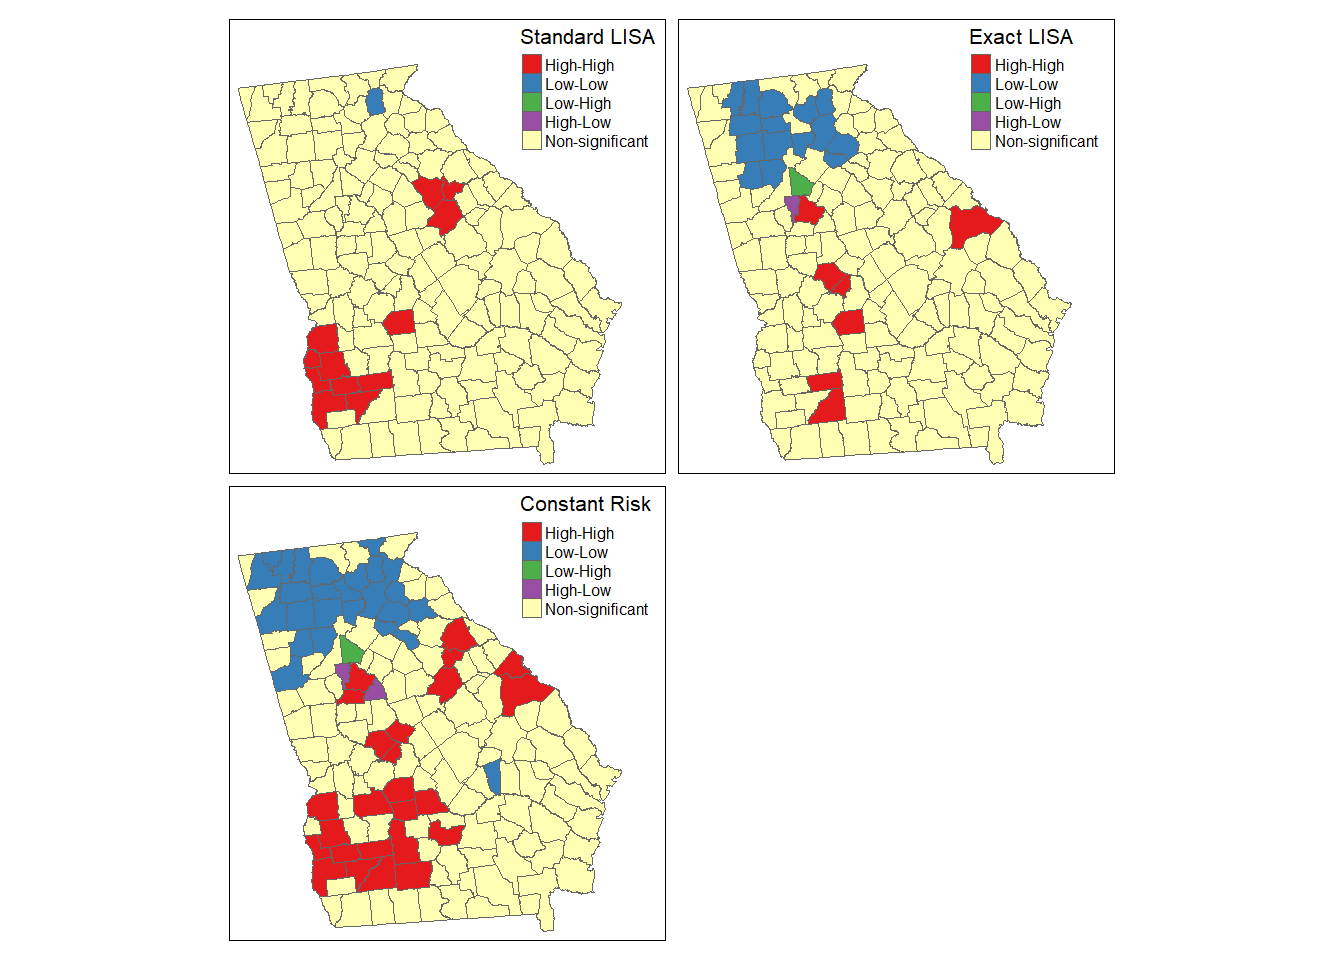 Standard LISA
High-High
Low-Low
Low-High
High-Low
Non-significant
Exact LISA
High-High
Low-Low
Low-High
High-Low
Non-significant
Constant Risk
High-High
Low-Low
Low-High
High-Low
Non-significant